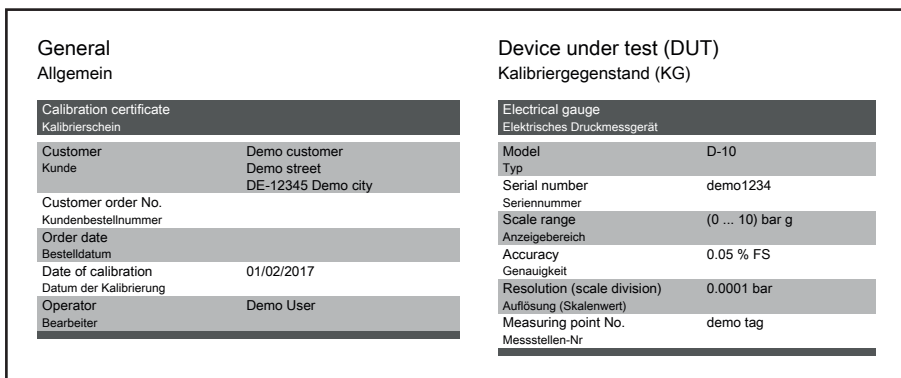 General
Allgemein
Calibration certificate
Kalibrierschein
Customer Demo customer
Kunde Demo street
DE-12345 Demo city
Customer order No.
Kundenbestellnummer
Order date
Bestelldatum
Date of calibration 01/02/2017
Datum der Kalibrierung
Operator Demo User
Bearbeiter
Device under test (DUT)
Kalibriergegenstand (KG)
Electrical gauge
Elektrisches Druckmessgerät
Model D-10
Typ
Serial number demo1234
Seriennummer
Scale range (0 ... 10) bar g
Anzeigebereich
Accuracy 0.05 % FS
Genauigkeit
Resolution (scale division) 0.0001 bar
Auflösung (Skalenwert)
Measuring point No. demo tag
Messstellen-Nr